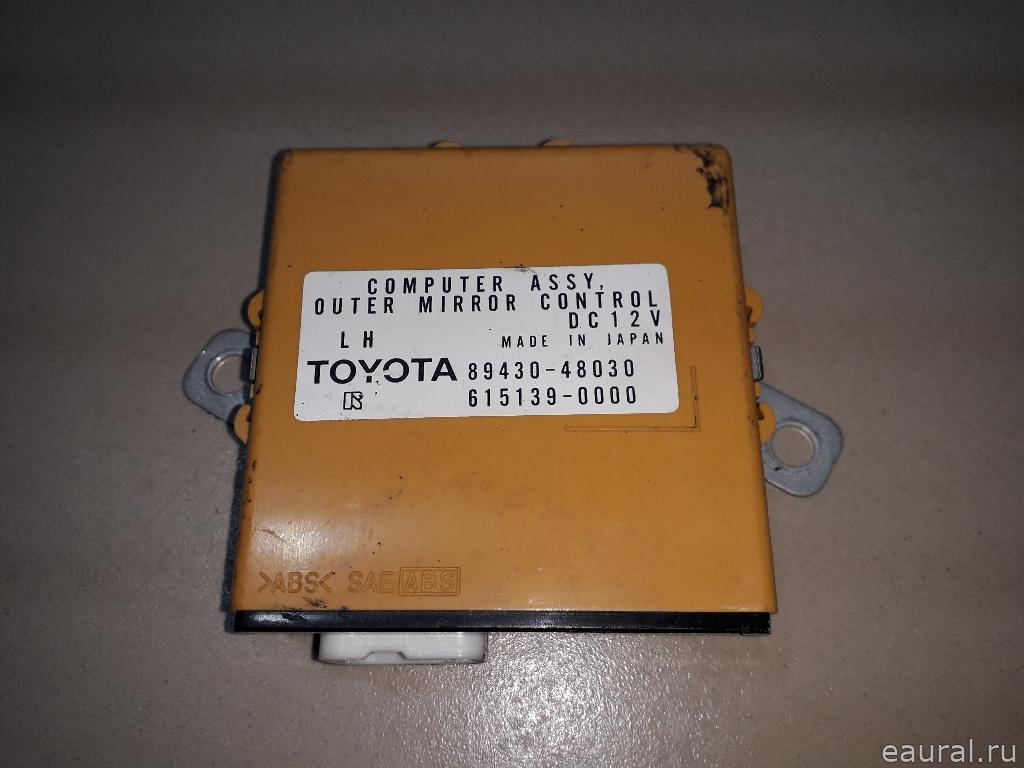 COMPUTER ASSY,
OUTER MIRROR CONTROL
DC12V
LH MADE IN JAPAN
TOYOTA 89430-48030
R 615139-0000
>ABS< SAE ABS
eaural.ru